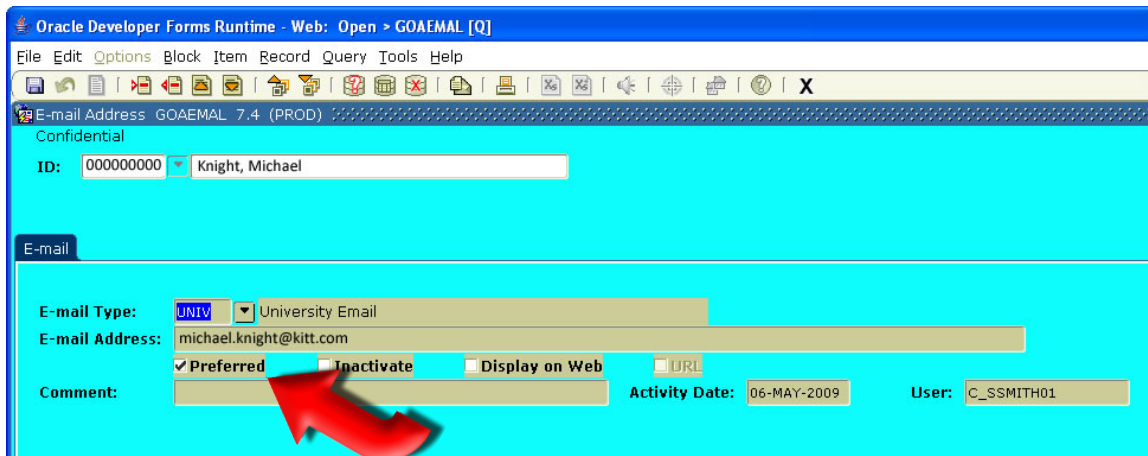 Oracle Developer Forms Runtime - Web: Open > GOAEMAL [Q]
File Edit Options Block Item Record Query Tools Help
X
E-mail Address GOAEMAL 7.4 (PROD)
Confidential
ID: 000000000 Knight, Michael
E-mail
E-mail Type: UNIV University Email
E-mail Address: michael.knight@kitt.com
Preferred Inactivate Display on Web URL
Comment: Activity Date: 06-MAY-2009 User: C_SSMITH01